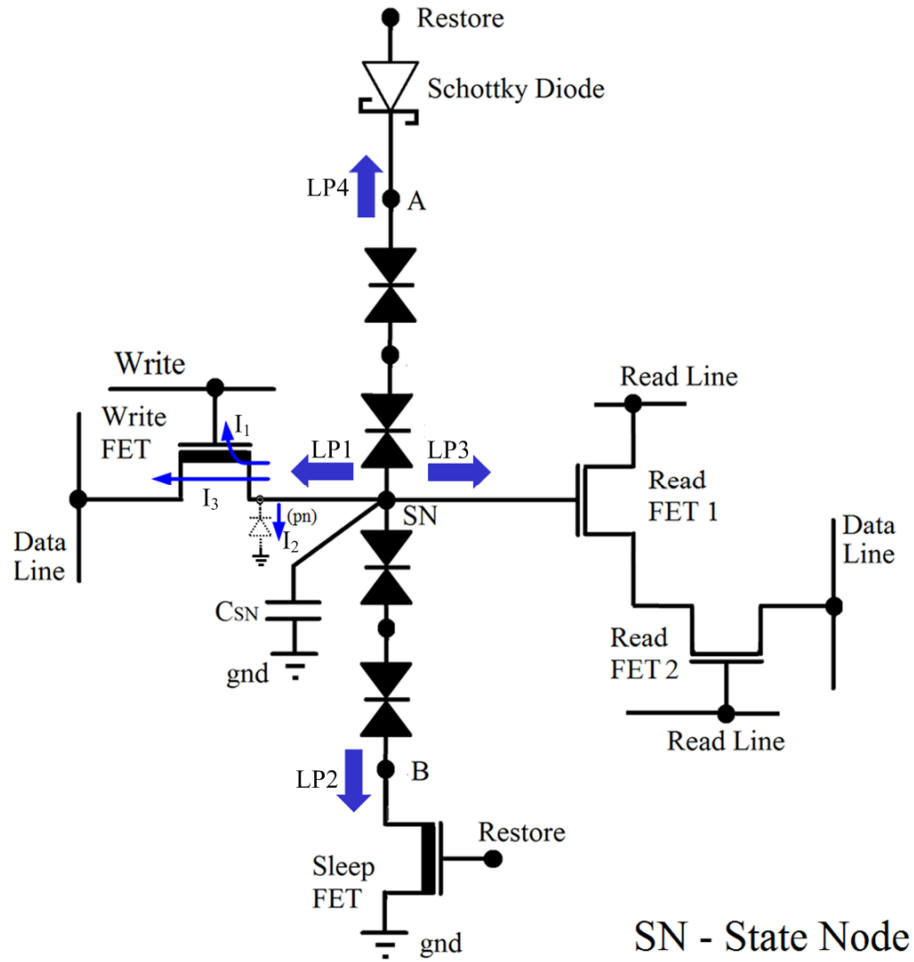 Restore
Schottky Diode
LP4
A
Write
Write
FET
I1
LP1
LP3
Read Line
I3
(pn)
I2
SN
Read
FET 1
Data
Line
Data
Line
CSN
gnd
Read
FET 2
Read Line
LP2
B
Restore
Sleep
FET
gnd
SN - State Node